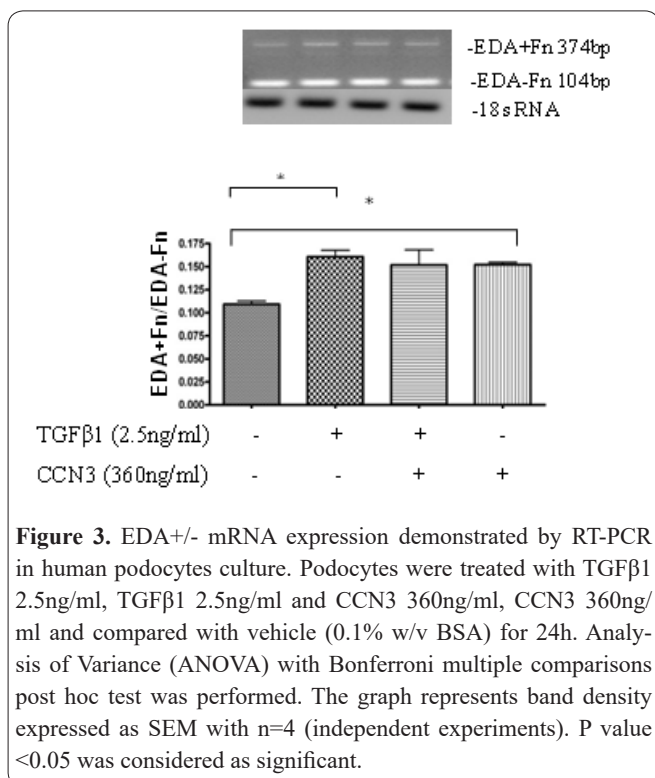 -EDA+Fn 374bp
-EDA-Fn 104bp
-18sRNA
*
*
EDA+Fn/EDA-Fn
0.175
0.150
0.125
0.100
0.075
0.050
0.025
0.000
TGFβ1 (2.5ng/ml) - + + -
CCN3 (360ng/ml) - - + +
Figure 3. EDA+/- mRNA expression demonstrated by RT-PCR
in human podocytes culture. Podocytes were treated with TGFβ1
2.5ng/ml, TGFβ1 2.5ng/ml and CCN3 360ng/ml, CCN3 360ng/
ml and compared with vehicle (0.1% w/v BSA) for 24h. Analy-
sis of Variance (ANOVA) with Bonferroni multiple comparisons
post hoc test was performed. The graph represents band density
expressed as SEM with n=4 (independent experiments). P value
<0.05 was considered as significant.